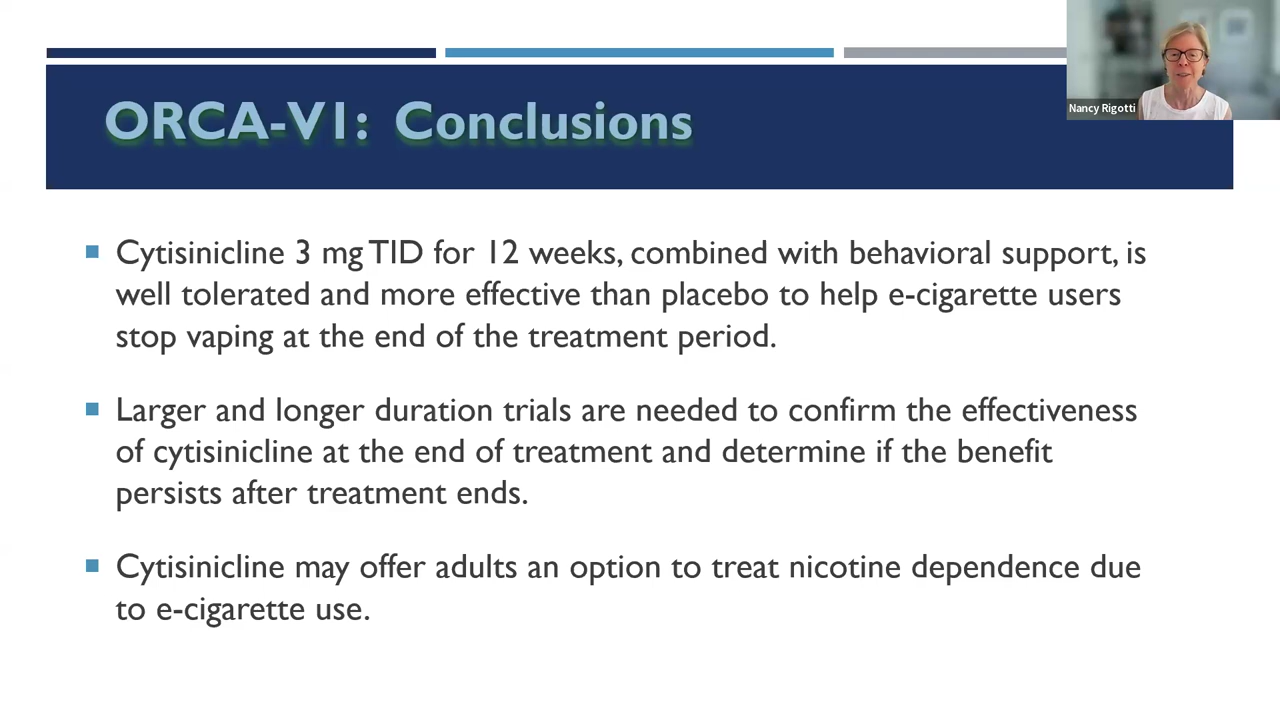 ORCA-V1: Conclusions
Nancy Rigotti
Cytisinicline 3 mg TID for 12 weeks, combined with behavioral support, is
well tolerated and more effective than placebo to help e-cigarette users
stop vaping at the end of the treatment period.
Larger and longer duration trials are needed to confirm the effectiveness
of cytisinicline at the end of treatment and determine if the benefit
persists after treatment ends.
Cytisinicline may offer adults an option to treat nicotine dependence due
to e-cigarette use.